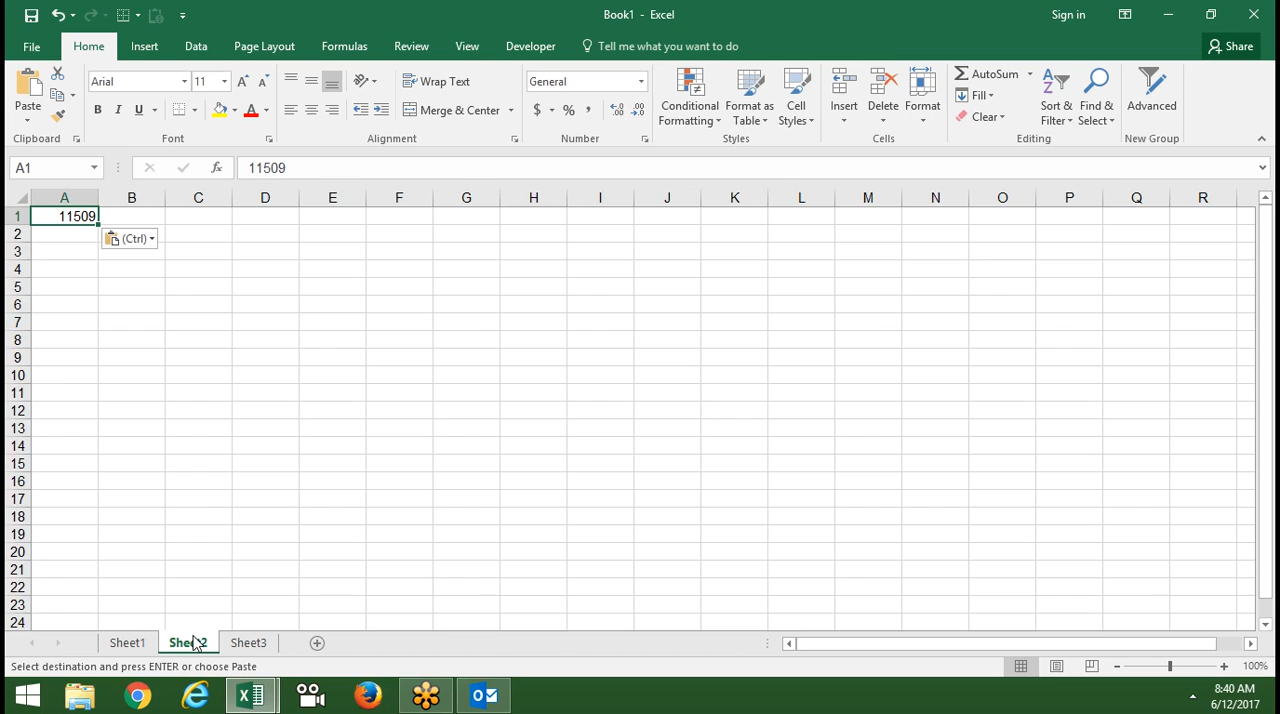 Book1 - Excel
Sign in
File Home Insert Data Page Layout Formulas Review View Developer Tell me what you want to do Share
Arial 11 Wrap Text General AutoSum
Paste B I U Merge & Center $ % , Conditional Formatting Format as Table Cell Styles Insert Delete Format Fill Clear Sort & Filter Find & Select Advanced
Clipboard Font Alignment Number Styles Cells Editing New Group
A1 fx 11509
A B C D E F G H I J K L M N O P Q R
1 11509
2 (Ctrl)
3
4
5
6
7
8
9
10
11
12
13
14
15
16
17
18
19
20
21
22
23
24
Sheet1 Sheet2 Sheet3
Select destination and press ENTER or choose Paste 100%
8:40 AM
6/12/2017